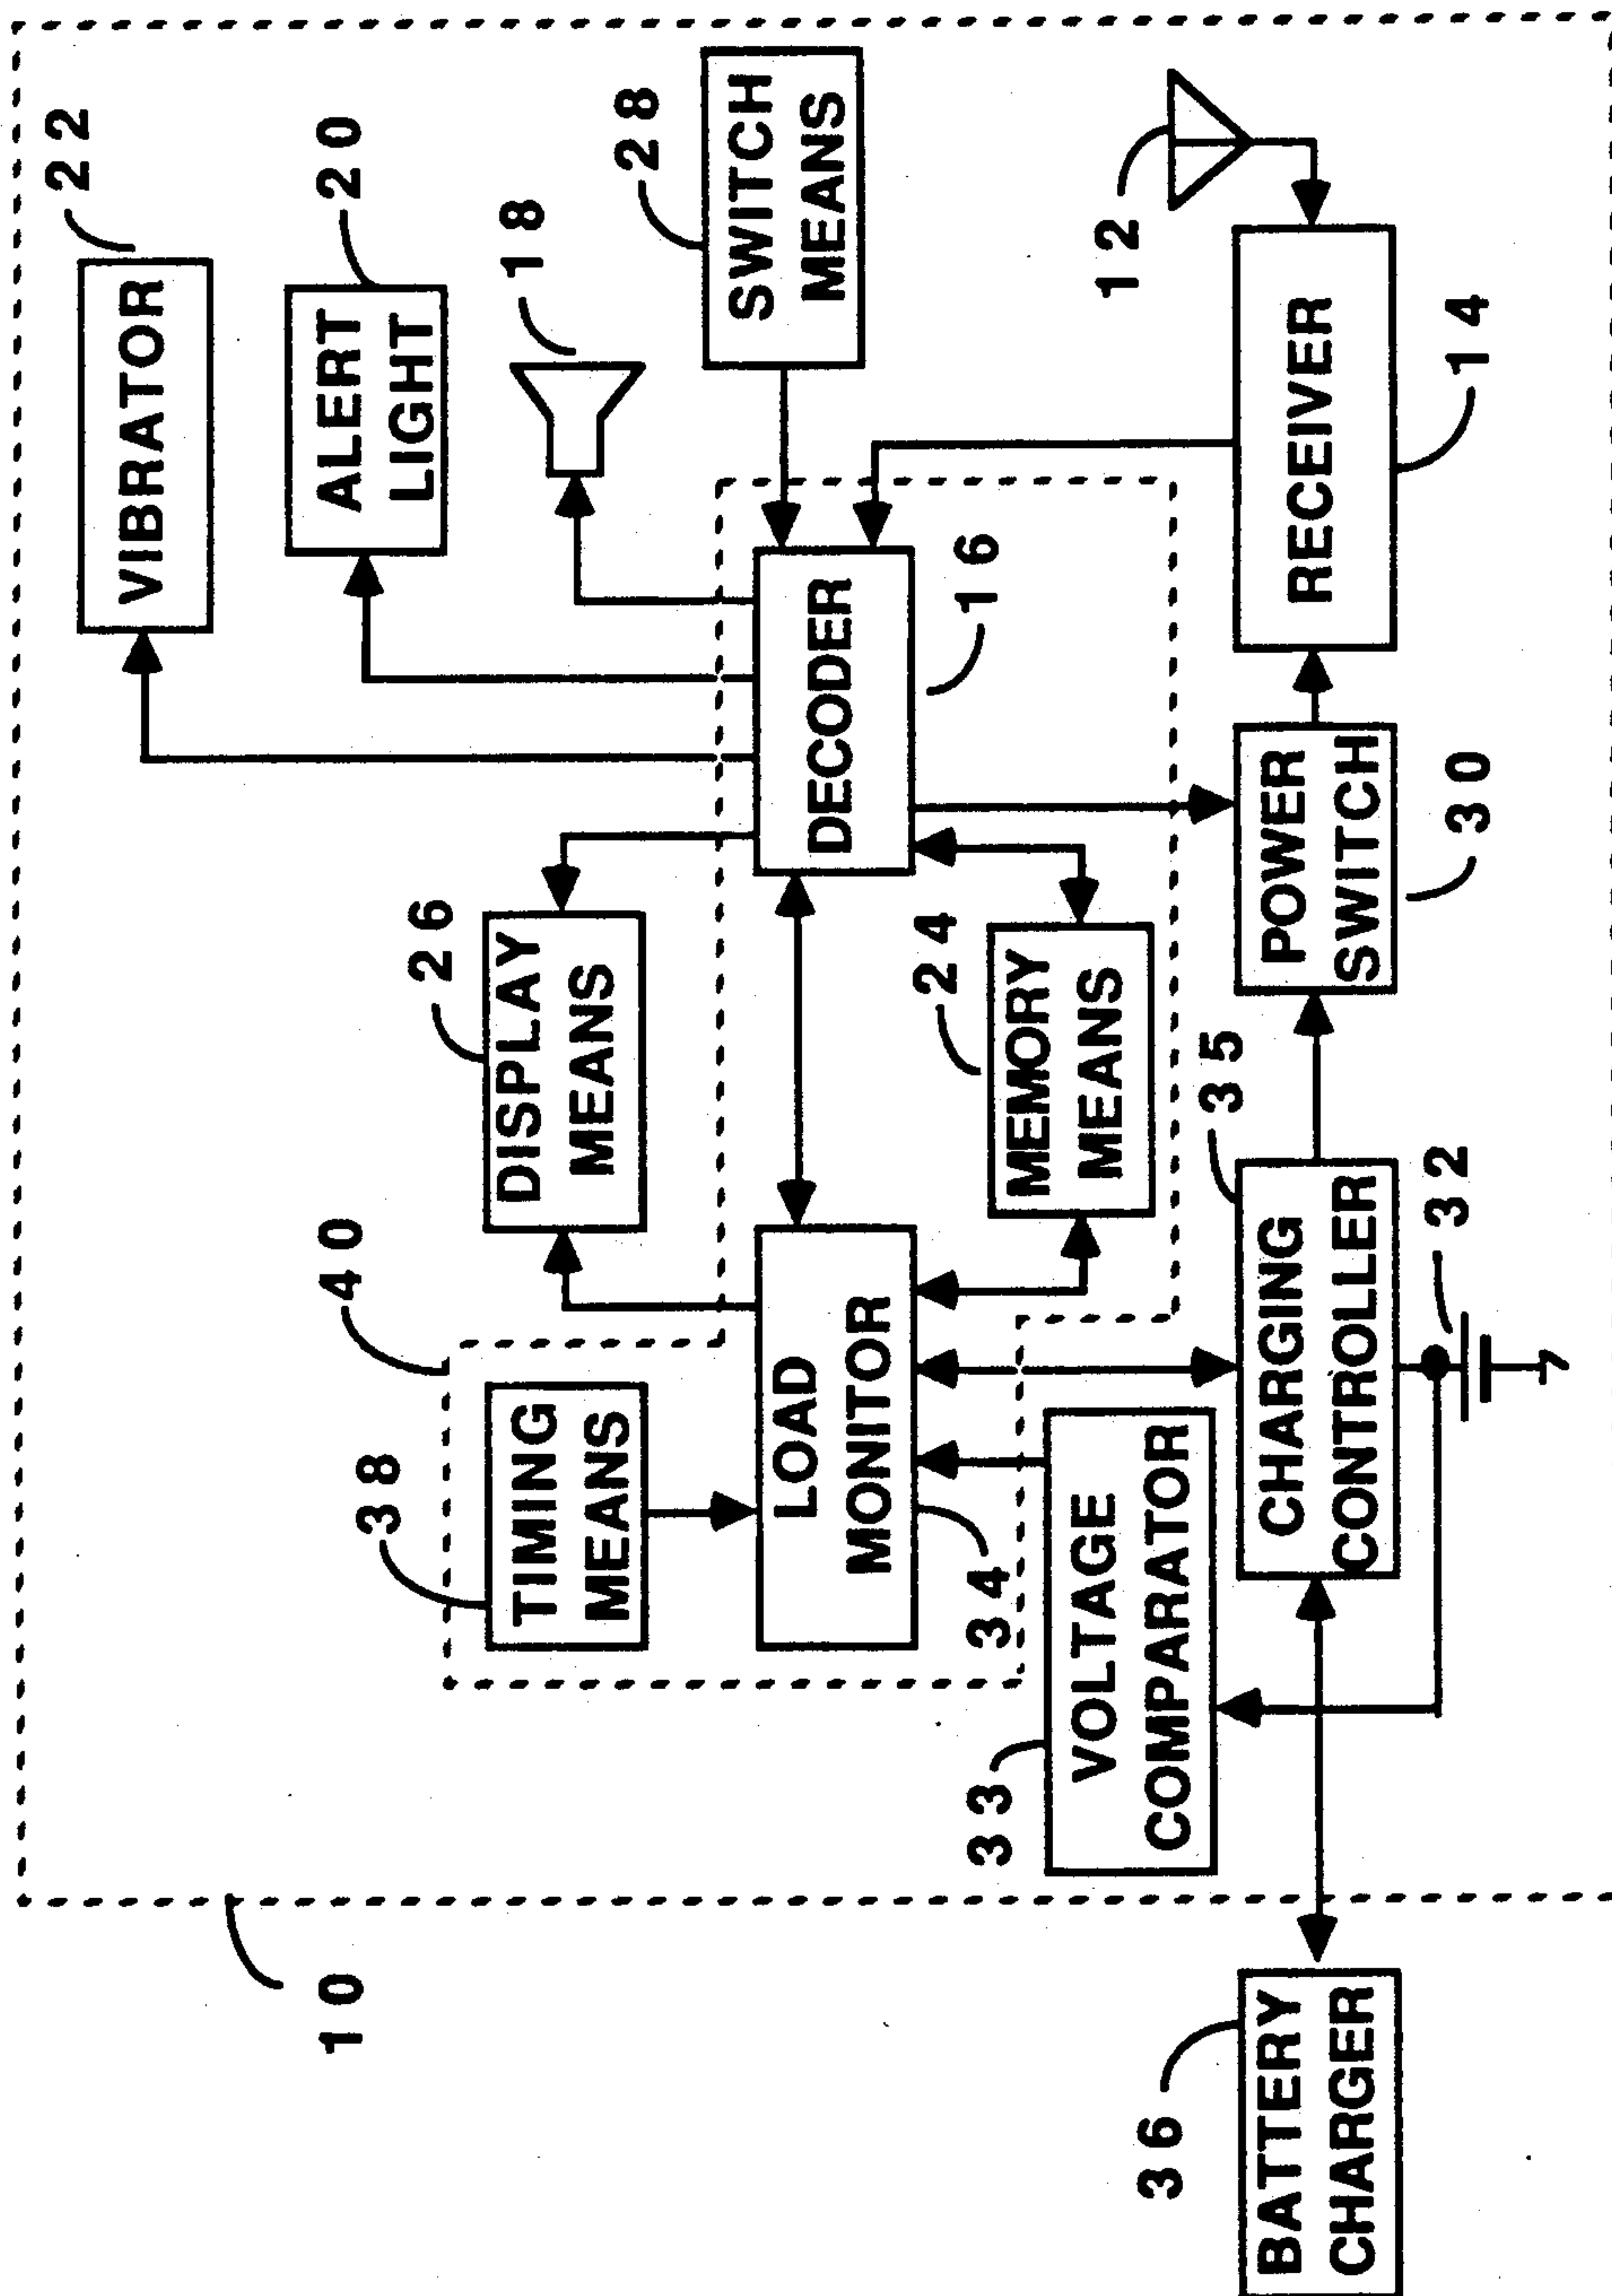 22
VIBRATOR
20
ALERT
LIGHT
18
28
SWITCH
MEANS
12
RECEIVER
14
DECODER
16
26
DISPLAY
MEANS
24
MEMORY
MEANS
POWER
SWITCH
30
40
38
TIMING
MEANS
LOAD
MONITOR
34
35
CHARGING
CONTROLLER
32
33
VOLTAGE
COMPARATOR
10
36
BATTERY
CHARGER